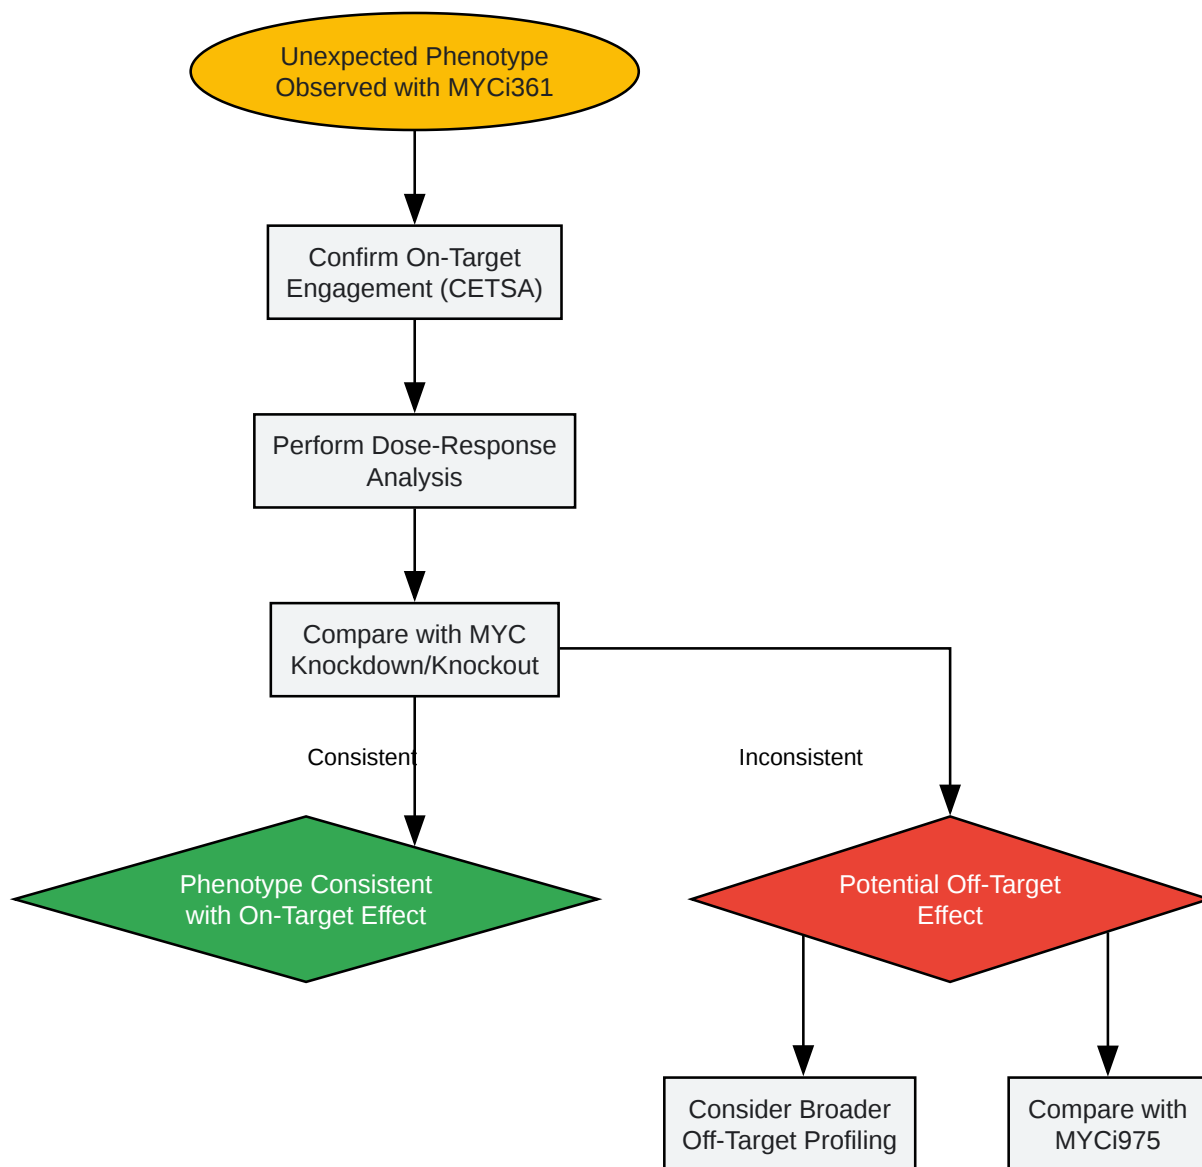 Unexpected Phenotype
Observed with MYCi361
Confirm On-Target
Engagement (CETSA)
Perform Dose-Response
Analysis
Compare with MYC
Knockdown/Knockout
Consistent
Inconsistent
Phenotype Consistent
with On-Target Effect
Potential Off-Target
Effect
Consider Broader
Off-Target Profiling
Compare with
MYCi975